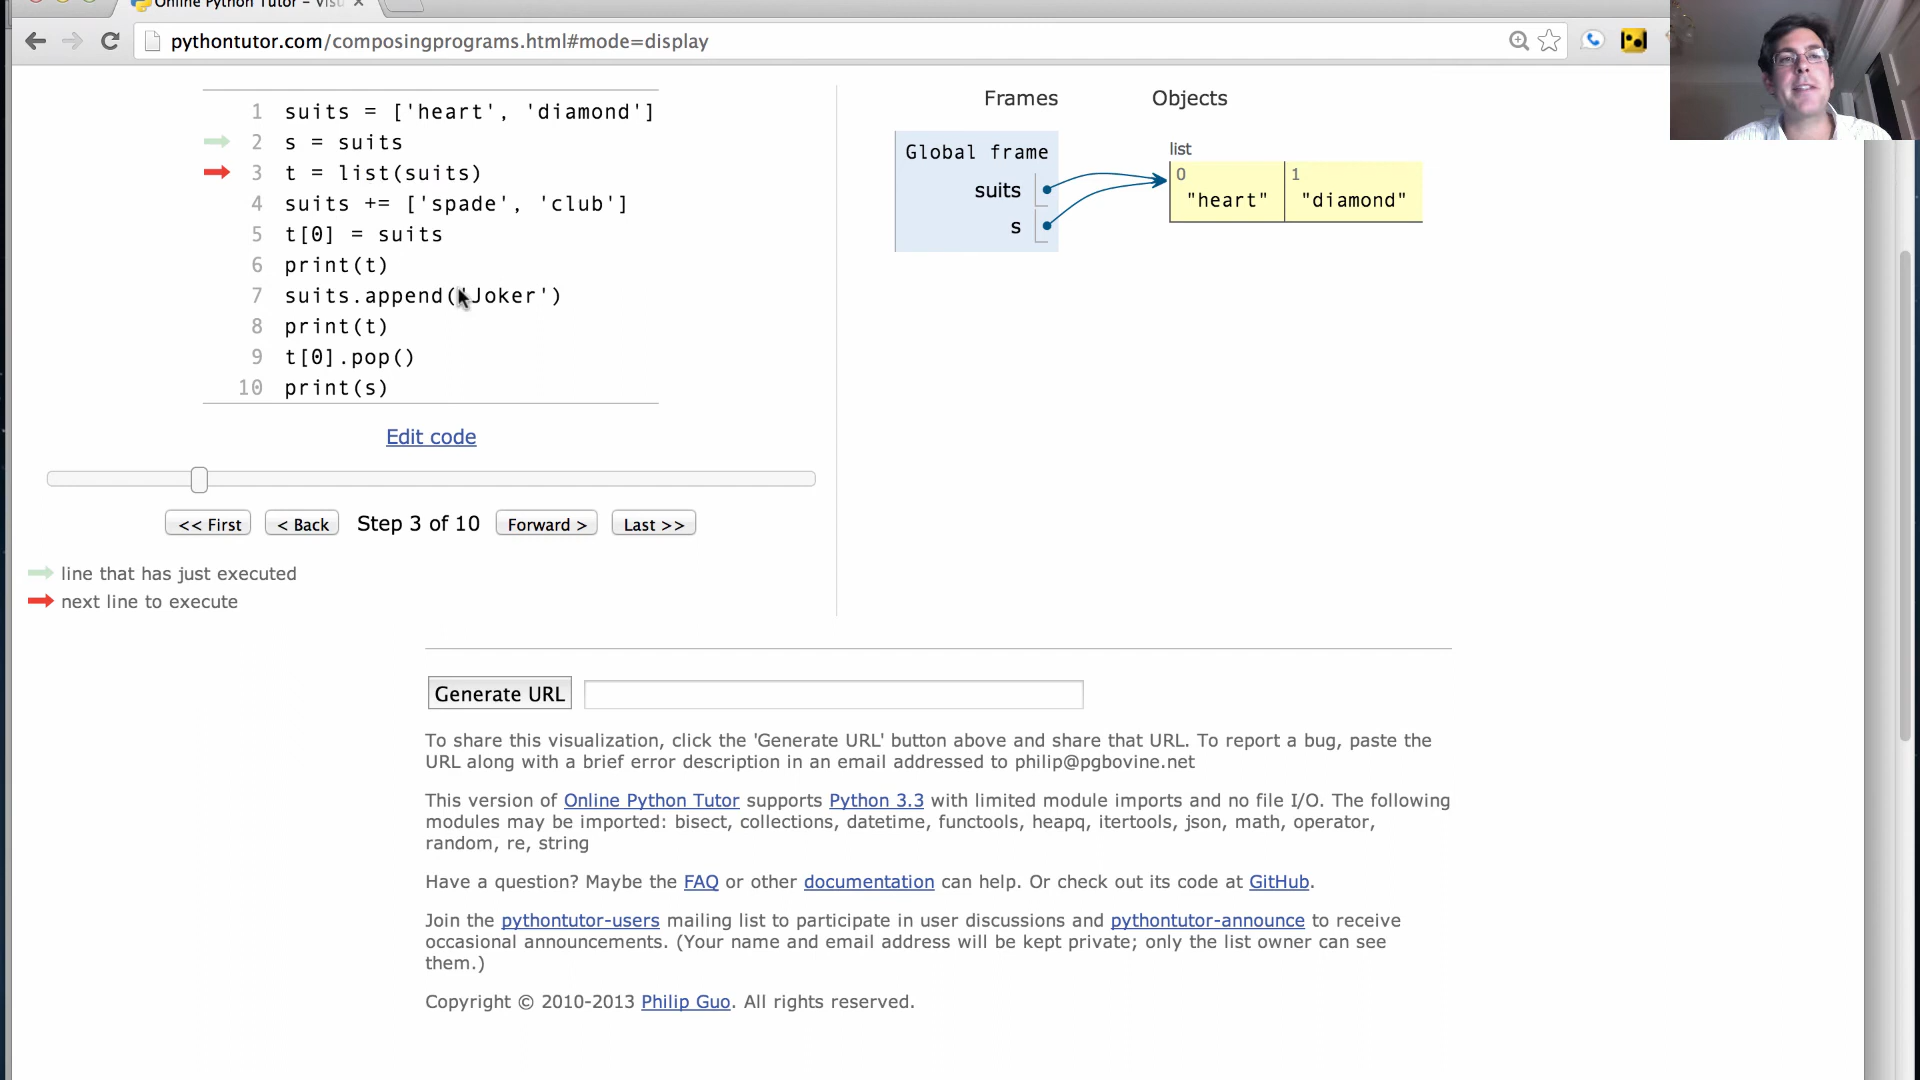 Online Python Tutor - Visu
pythontutor.com/composingprograms.html#mode=display
1 suits = ['heart', 'diamond']
2 s = suits
3 t = list(suits)
4 suits += ['spade', 'club']
5 t[0] = suits
6 print(t)
7 suits.append('Joker')
8 print(t)
9 t[0].pop()
10 print(s)
Edit code
<< First < Back Step 3 of 10 Forward > Last >>
line that has just executed
next line to execute
Frames Objects
Global frame
suits
s
list
0 1
"heart" "diamond"
Generate URL
To share this visualization, click the 'Generate URL' button above and share that URL. To report a bug, paste the
URL along with a brief error description in an email addressed to philip@pgbovine.net
This version of Online Python Tutor supports Python 3.3 with limited module imports and no file I/O. The following
modules may be imported: bisect, collections, datetime, functools, heapq, itertools, json, math, operator,
random, re, string
Have a question? Maybe the FAQ or other documentation can help. Or check out its code at GitHub.
Join the pythontutor-users mailing list to participate in user discussions and pythontutor-announce to receive
occasional announcements. (Your name and email address will be kept private; only the list owner can see
them.)
Copyright © 2010-2013 Philip Guo. All rights reserved.